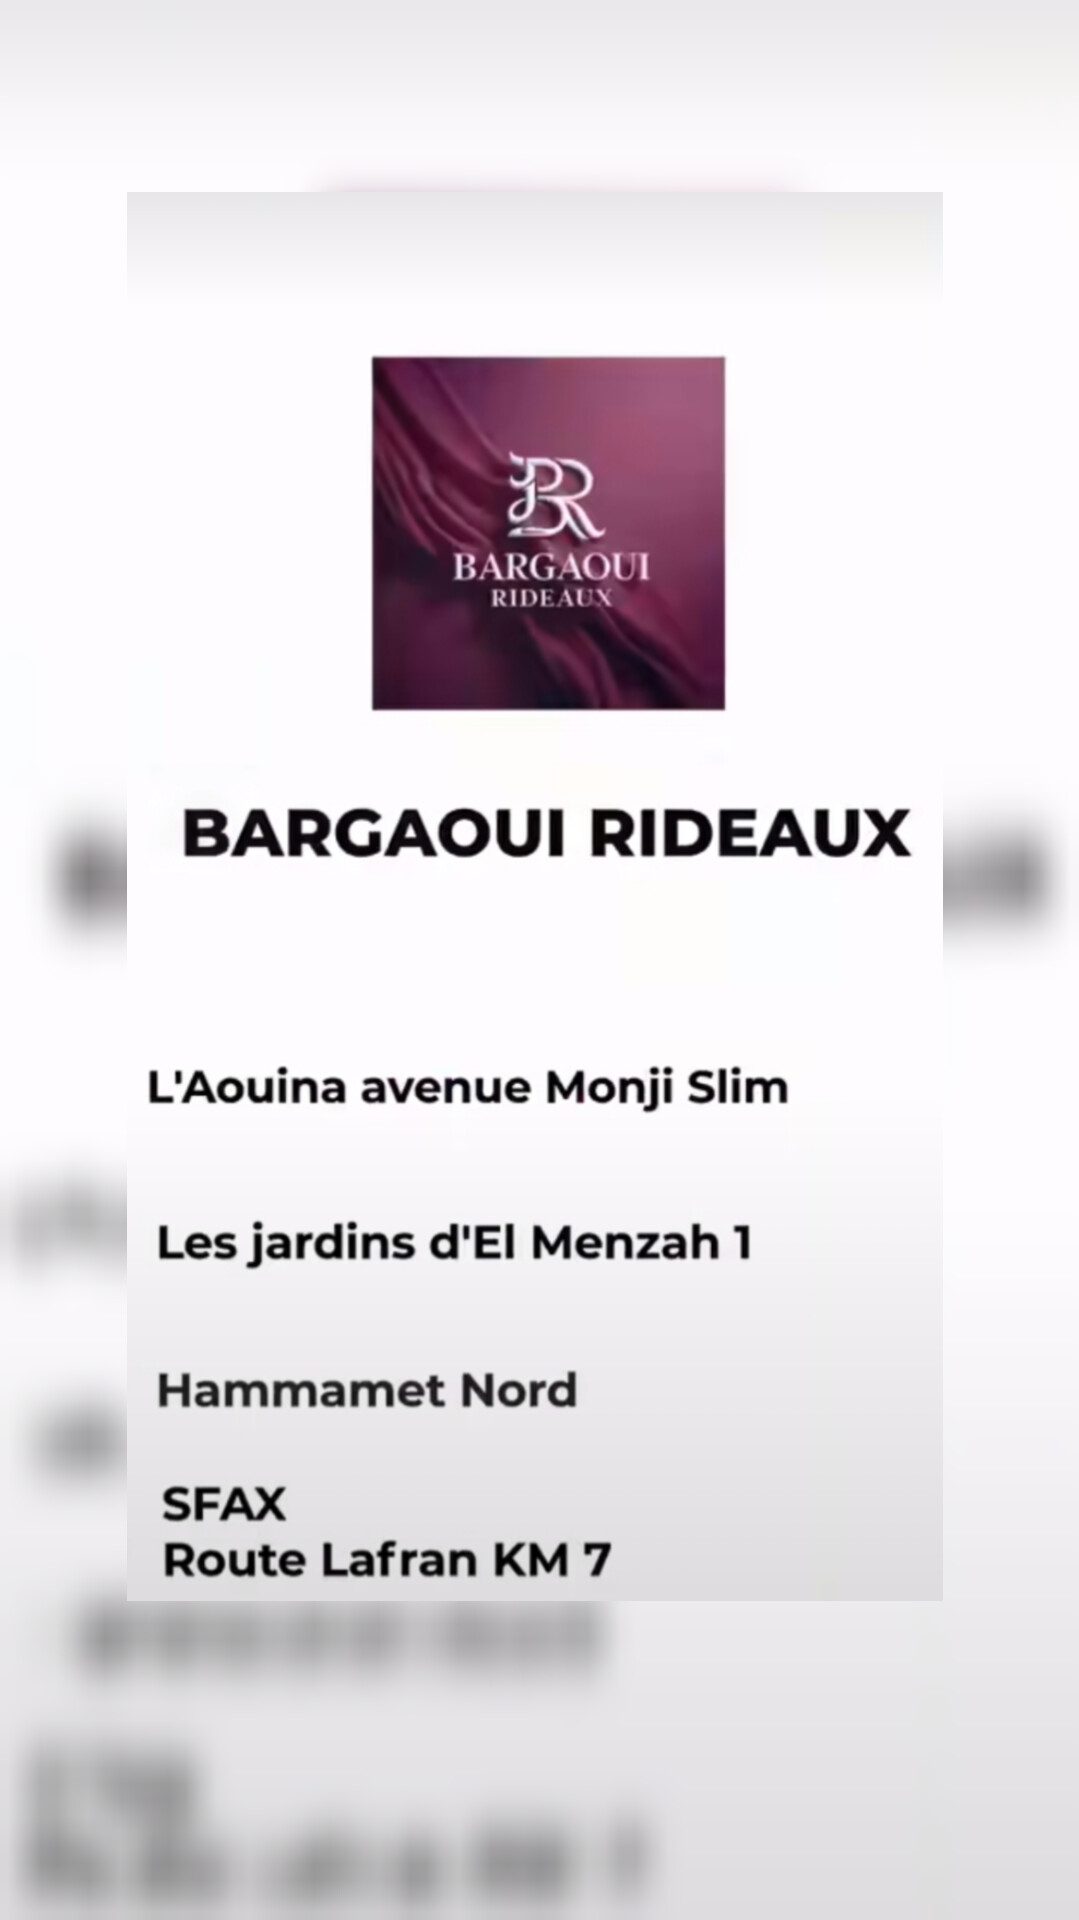 BR
BARGAOUI
RIDEAUX
BARGAOUI RIDEAUX
L'Aouina avenue Monji Slim
Les jardins d'El Menzah 1
Hammamet Nord
SFAX
Route Lafran KM 7